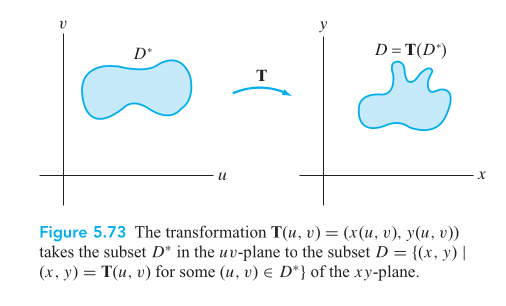 v
y
D*
D = T(D*)
T
u
x
Figure 5.73 The transformation T(u, v) = (x(u, v), y(u, v))
takes the subset D* in the uv-plane to the subset D = {(x, y) |
(x, y) = T(u, v) for some (u, v) ∈ D*} of the xy-plane.